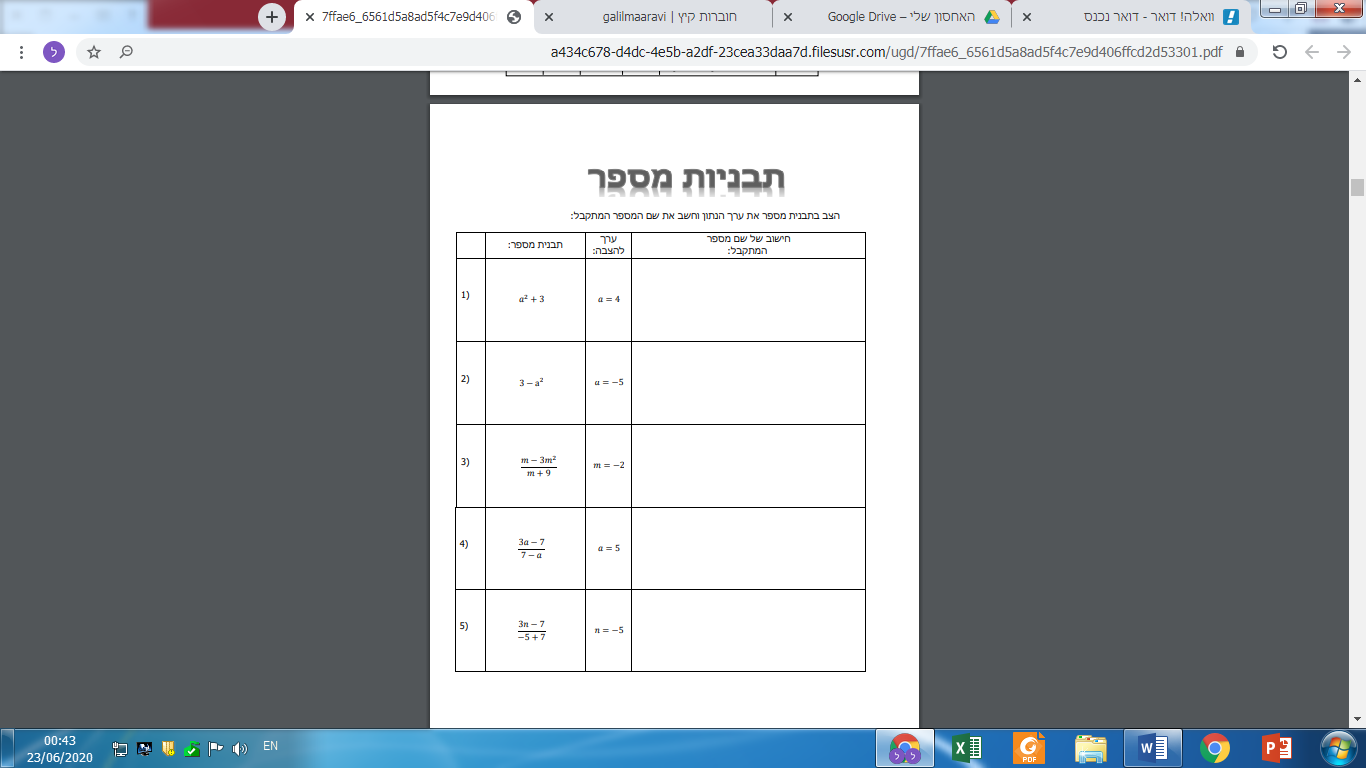 7ffae6_6561d5a8ad5f4c7e9d406
חוברות קיץ | galilmaaravi
האחסון שלי – Google Drive
וואלה! דואר - דואר נכנס
a434c678-d4dc-4e5b-a2df-23cea33daa7d.filesusr.com/ugd/7ffae6_6561d5a8ad5f4c7e9d406ffcd2d53301.pdf
תבניות מספר
הצב בתבנית מספר את ערך הנתון וחשב את שם המספר המתקבל:
תבנית מספר: ערך להצבה: חישוב של שם מספר המתקבל:
1) a² + 3 a = 4
2) 3 − a² a = −5
3) (m − 3m²)/(m + 9) m = −2
4) (3a − 7)/(7 − a) a = 5
5) (3n − 7)/(−5 + 7) n = −5
00:43
23/06/2020
EN
ל
PDF